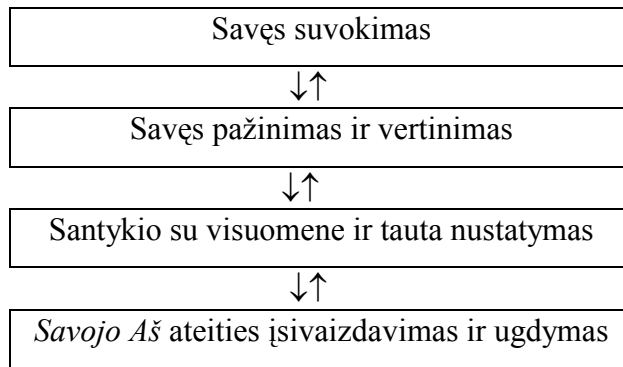 Savęs suvokimas
↓↑
Savęs pažinimas ir vertinimas
↓↑
Santykio su visuomene ir tauta nustatymas
↓↑
Savojo Aš ateities įsivaizdavimas ir ugdymas